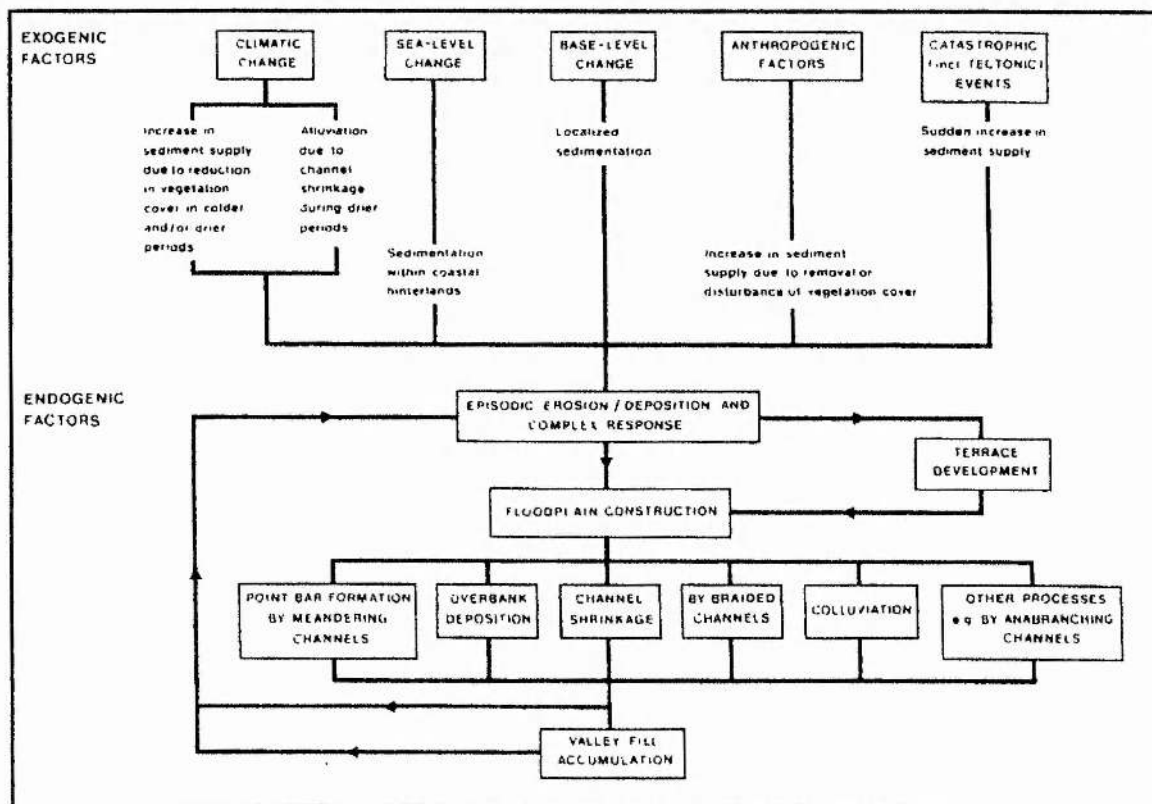 EXOGENIC
FACTORS
CLIMATIC
CHANGE
SEA-LEVEL
CHANGE
BASE-LEVEL
CHANGE
ANTHROPOGENIC
FACTORS
CATASTROPHIC
(incl TECTONIC)
EVENTS
Increase in
sediment supply
due to reduction
in vegetation
cover in colder
and/or drier
periods
Alluviation
due to
channel
shrinkage
during drier
periods
Sedimentation
within coastal
hinterlands
Localized
sedimentation
Increase in sediment
supply due to removal or
disturbance of vegetation cover
Sudden increase in
sediment supply
ENDOGENIC
FACTORS
EPISODIC EROSION / DEPOSITION AND
COMPLEX RESPONSE
TERRACE
DEVELOPMENT
FLOODPLAIN CONSTRUCTION
POINT BAR FORMATION
BY MEANDERING
CHANNELS
OVERBANK
DEPOSITION
CHANNEL
SHRINKAGE
BY BRAIDED
CHANNELS
COLLUVIATION
OTHER PROCESSES
e.g. BY ANABRANCHING
CHANNELS
VALLEY FILL
ACCUMULATION